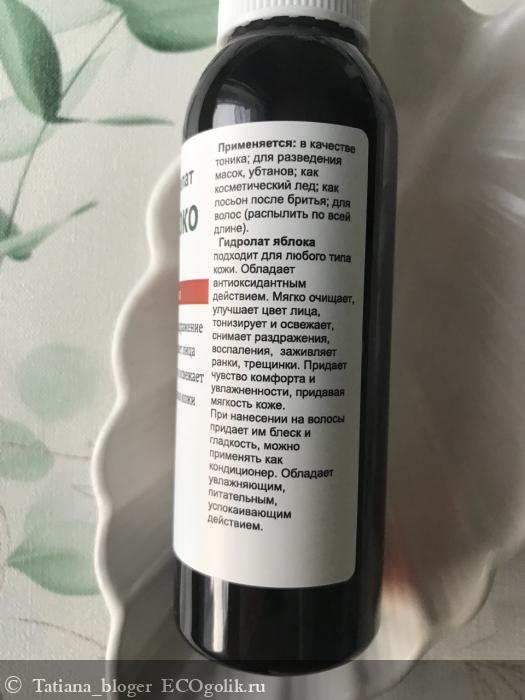 Применяется: в качестве
тоника; для разведения
масок, убтанов; как
косметический лед; как
лосьон после бритья; для
волос (распылить по всей
длине).
Гидролат яблока
подходит для любого типа
кожи. Обладает
антиоксидантным
действием. Мягко очищает,
улучшает цвет лица,
тонизирует и освежает,
снимает раздражения,
воспаления, заживляет
ранки, трещинки. Придает
чувство комфорта и
увлажненности, придавая
мягкость коже.
При нанесении на волосы
придает им блеск и
гладкость, можно
применять как
кондиционер. Обладает
увлажняющим,
питательным,
успокаивающим
действием.
лица
кожи
© Tatiana_bloger ECOgolik.ru